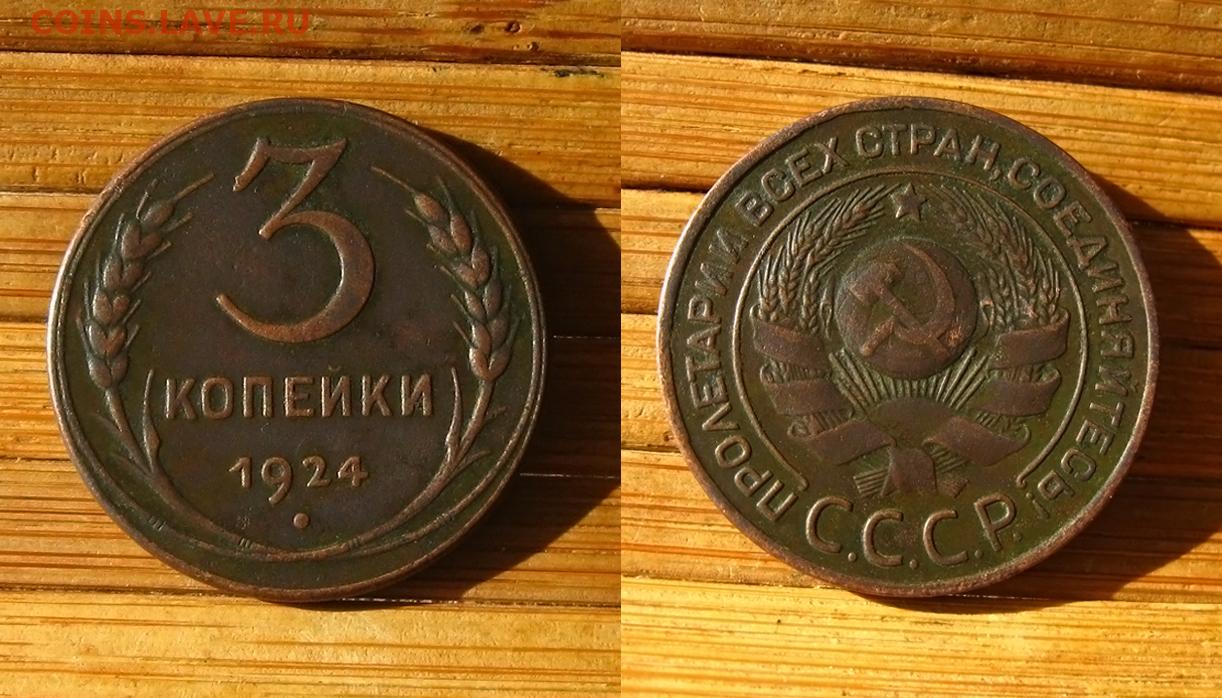 COINS.LAVE.RU
3
КОПЕЙКИ
1924
ПРОЛЕТАРИИ ВСЕХ СТРАН, СОЕДИНЯЙТЕСЬ!
С.С.С.Р.